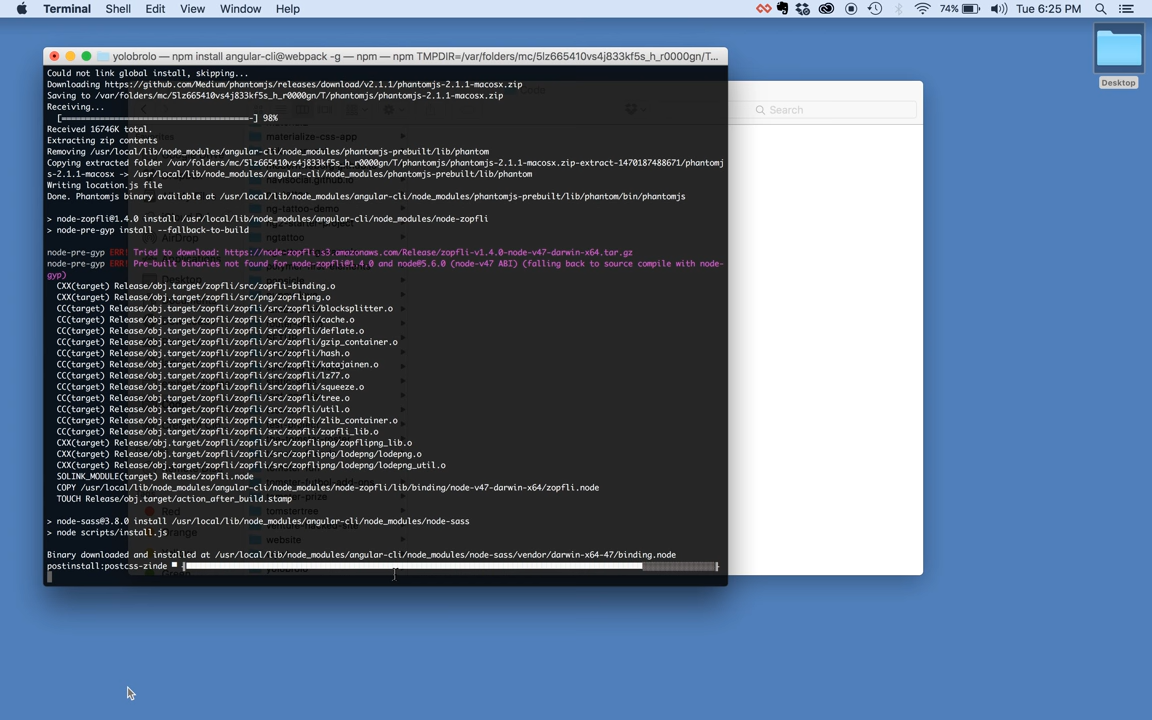 Terminal Shell Edit View Window Help 74% Tue 6:25 PM
yolobrolo — npm install angular-cli@webpack -g — npm — npm TMPDIR=/var/folders/mc/5lz665410vs4j833kf5s_h_r0000gn/T...
Desktop
Search
Could not link global install, skipping...
Downloading https://github.com/Medium/phantomjs/releases/download/v2.1.1/phantomjs-2.1.1-macosx.zip
Saving to /var/folders/mc/5lz665410vs4j833kf5s_h_r0000gn/T/phantomjs/phantomjs-2.1.1-macosx.zip
Receiving...
[=======================================-] 98%
Received 16746K total.
Extracting zip contents
Removing /usr/local/lib/node_modules/angular-cli/node_modules/phantomjs-prebuilt/lib/phantom
Copying extracted folder /var/folders/mc/5lz665410vs4j833kf5s_h_r0000gn/T/phantomjs/phantomjs-2.1.1-macosx.zip-extract-1470187488671/phantomj
s-2.1.1-macosx -> /usr/local/lib/node_modules/angular-cli/node_modules/phantomjs-prebuilt/lib/phantom
Writing location.js file
Done. Phantomjs binary available at /usr/local/lib/node_modules/angular-cli/node_modules/phantomjs-prebuilt/lib/phantom/bin/phantomjs
> node-zopfli@1.4.0 install /usr/local/lib/node_modules/angular-cli/node_modules/node-zopfli
> node-pre-gyp install --fallback-to-build
node-pre-gyp ERR! Tried to download: https://node-zopfli.s3.amazonaws.com/Release/zopfli-v1.4.0-node-v47-darwin-x64.tar.gz
node-pre-gyp ERR! Pre-built binaries not found for node-zopfli@1.4.0 and node@5.6.0 (node-v47 ABI) (falling back to source compile with node-
gyp)
CXX(target) Release/obj.target/zopfli/src/zopfli-binding.o
CXX(target) Release/obj.target/zopfli/src/png/zopflipng.o
CC(target) Release/obj.target/zopfli/zopfli/src/zopfli/blocksplitter.o
CC(target) Release/obj.target/zopfli/zopfli/src/zopfli/cache.o
CC(target) Release/obj.target/zopfli/zopfli/src/zopfli/deflate.o
CC(target) Release/obj.target/zopfli/zopfli/src/zopfli/gzip_container.o
CC(target) Release/obj.target/zopfli/zopfli/src/zopfli/hash.o
CC(target) Release/obj.target/zopfli/zopfli/src/zopfli/katajainen.o
CC(target) Release/obj.target/zopfli/zopfli/src/zopfli/lz77.o
CC(target) Release/obj.target/zopfli/zopfli/src/zopfli/squeeze.o
CC(target) Release/obj.target/zopfli/zopfli/src/zopfli/tree.o
CC(target) Release/obj.target/zopfli/zopfli/src/zopfli/util.o
CC(target) Release/obj.target/zopfli/zopfli/src/zopfli/zlib_container.o
CC(target) Release/obj.target/zopfli/zopfli/src/zopfli/zopfli_lib.o
CXX(target) Release/obj.target/zopfli/zopfli/src/zopflipng/zopflipng_lib.o
CXX(target) Release/obj.target/zopfli/zopfli/src/zopflipng/lodepng/lodepng.o
CXX(target) Release/obj.target/zopfli/zopfli/src/zopflipng/lodepng/lodepng_util.o
SOLINK_MODULE(target) Release/zopfli.node
COPY /usr/local/lib/node_modules/angular-cli/node_modules/node-zopfli/lib/binding/node-v47-darwin-x64/zopfli.node
TOUCH Release/obj.target/action_after_build.stamp
> node-sass@3.8.0 install /usr/local/lib/node_modules/angular-cli/node_modules/node-sass
> node scripts/install.js
Binary downloaded and installed at /usr/local/lib/node_modules/angular-cli/node_modules/node-sass/vendor/darwin-x64-47/binding.node
postinstall:postcss-zinde
materialize-css-app
ng-tattoo-demo
ngtattoo
AirDrop
Red
tomstertree
Orange
website